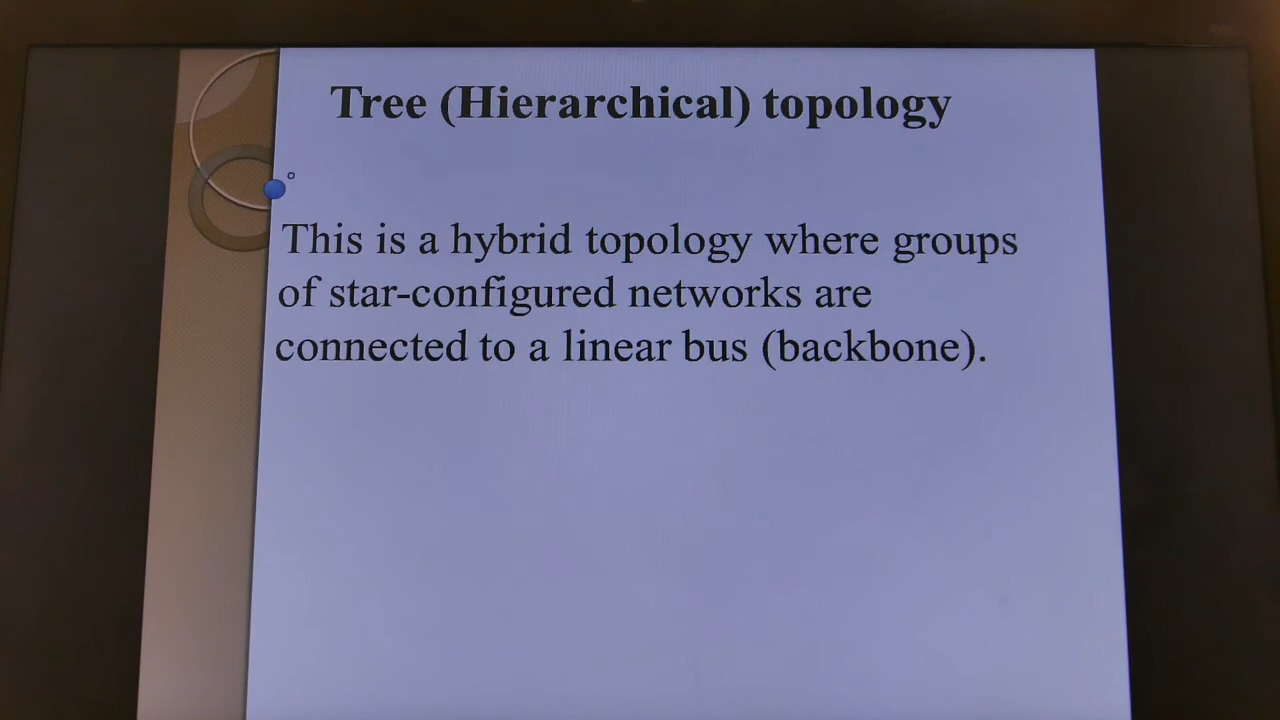 Tree (Hierarchical) topology
This is a hybrid topology where groups
of star-configured networks are
connected to a linear bus (backbone).